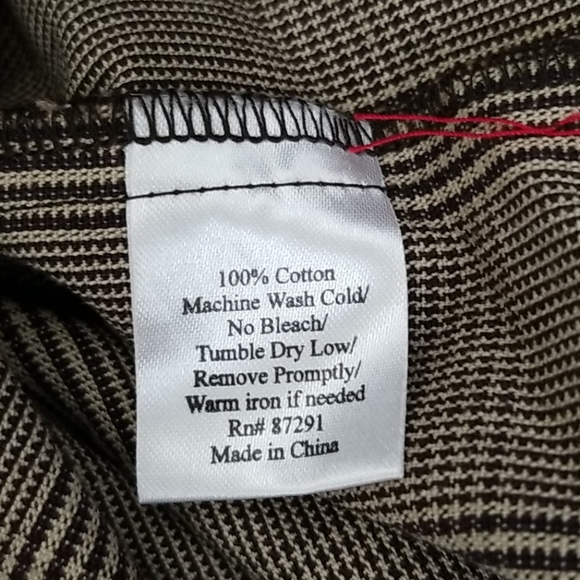 100% Cotton
Machine Wash Cold/
No Bleach/
Tumble Dry Low/
Remove Promptly/
Warm iron if needed
Rn# 87291
Made in China